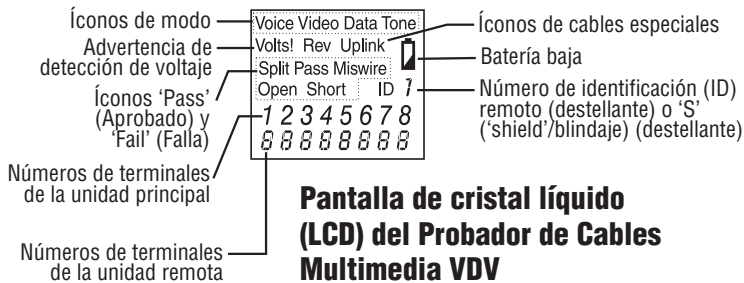 Íconos de modo
Advertencia de
detección de voltaje
Íconos ‘Pass’
(Aprobado) y
‘Fail’ (Falla)
Números de terminales
de la unidad principal
Números de terminales
de la unidad remota
Voice Video Data Tone
Volts! Rev Uplink
Split Pass Miswire
Open Short ID 1
1 2 3 4 5 6 7 8
8 8 8 8 8 8 8 8
Íconos de cables especiales
Batería baja
Número de identificación (ID)
remoto (destellante) o ‘S’
(‘shield’/blindaje) (destellante)
Pantalla de cristal líquido
(LCD) del Probador de Cables
Multimedia VDV